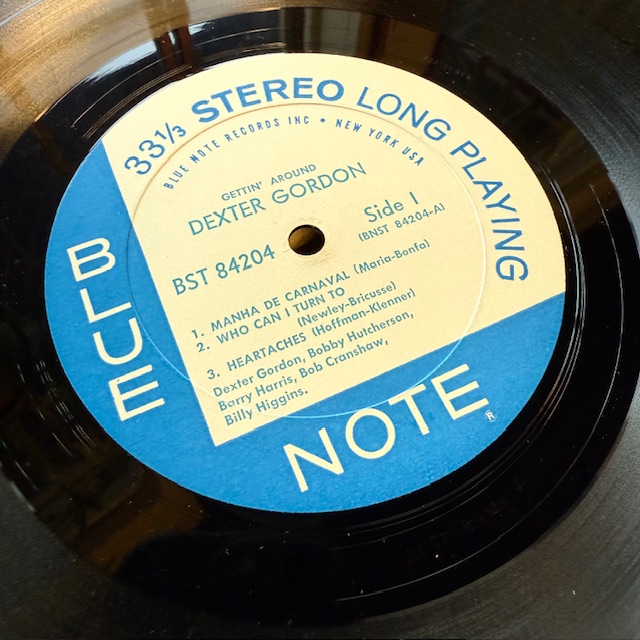 33⅓ STEREO LONG PLAYING
BLUE NOTE RECORDS INC • NEW YORK USA
GETTIN' AROUND
DEXTER GORDON
BST 84204
Side 1
(BNST 84204-A)
1. MANHA DE CARNAVAL (Maria-Bonfa)
2. WHO CAN I TURN TO
(Newley-Bricusse)
3. HEARTACHES (Hoffman-Klenner)
Dexter Gordon, Bobby Hutcherson,
Barry Harris, Bob Cranshaw,
Billy Higgins.
BLUE
NOTE®